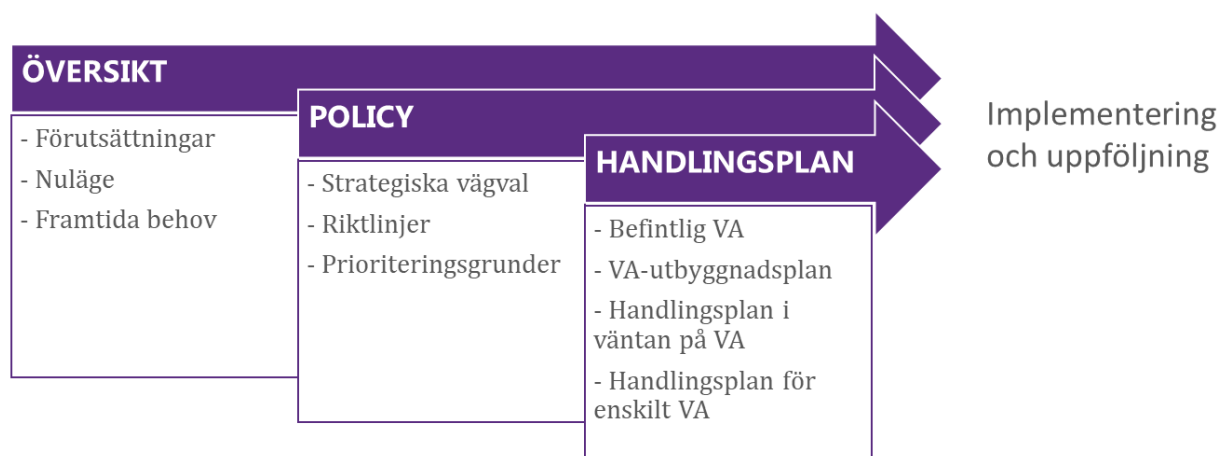 ÖVERSIKT
- Förutsättningar
- Nuläge
- Framtida behov
POLICY
- Strategiska vägval
- Riktlinjer
- Prioriteringsgrunder
HANDLINGSPLAN
- Befintlig VA
- VA-utbyggnadsplan
- Handlingsplan i
väntan på VA
- Handlingsplan för
enskilt VA
Implementering
och uppföljning